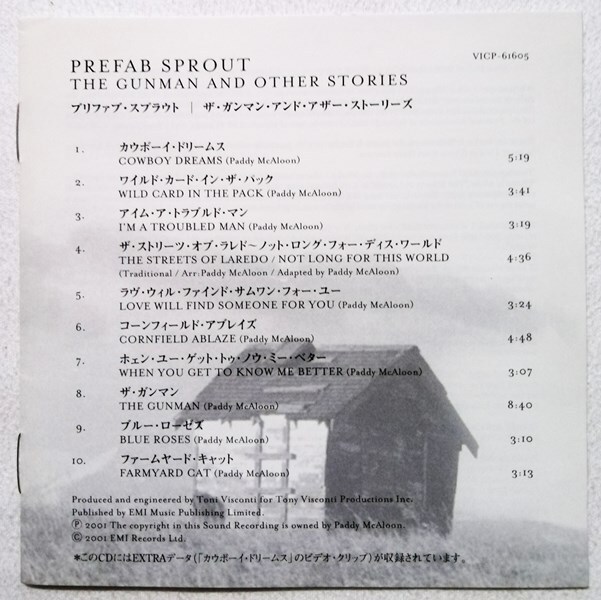 PREFAB SPROUT
VICP-61605
THE GUNMAN AND OTHER STORIES
プリファブ・スプラウト | ザ・ガンマン・アンド・アザー・ストーリーズ
1. カウボーイ・ドリームス
COWBOY DREAMS (Paddy McAloon) 5:19
2. ワイルド・カード・イン・ザ・パック
WILD CARD IN THE PACK (Paddy McAloon) 3:41
3. アイム・ア・トラブルド・マン
I'M A TROUBLED MAN (Paddy McAloon) 3:19
4. ザ・ストリーツ・オブ・ラレド〜ノット・ロング・フォー・ディス・ワールド
THE STREETS OF LAREDO / NOT LONG FOR THIS WORLD 4:36
(Traditional / Arr: Paddy McAloon / Adapted by Paddy McAloon)
5. ラヴ・ウィル・ファインド・サムワン・フォー・ユー
LOVE WILL FIND SOMEONE FOR YOU (Paddy McAloon) 3:24
6. コーンフィールド・アブレイズ
CORNFIELD ABLAZE (Paddy McAloon) 4:48
7. ホェン・ユー・ゲット・トゥ・ノウ・ミー・ベター
WHEN YOU GET TO KNOW ME BETTER (Paddy McAloon) 3:07
8. ザ・ガンマン
THE GUNMAN (Paddy McAloon) 8:40
9. ブルー・ローゼズ
BLUE ROSES (Paddy McAloon) 3:10
10. ファームヤード・キャット
FARMYARD CAT (Paddy McAloon) 3:13
Produced and engineered by Toni Visconti for Tony Visconti Productions Inc.
Published by EMI Music Publishing Limited.
Ⓟ 2001 The copyright in this Sound Recording is owned by Paddy McAloon.
© 2001 EMI Records Ltd.
*このCDにはEXTRAデータ(「カウボーイ・ドリームス」のビデオ・クリップ)が収録されています。